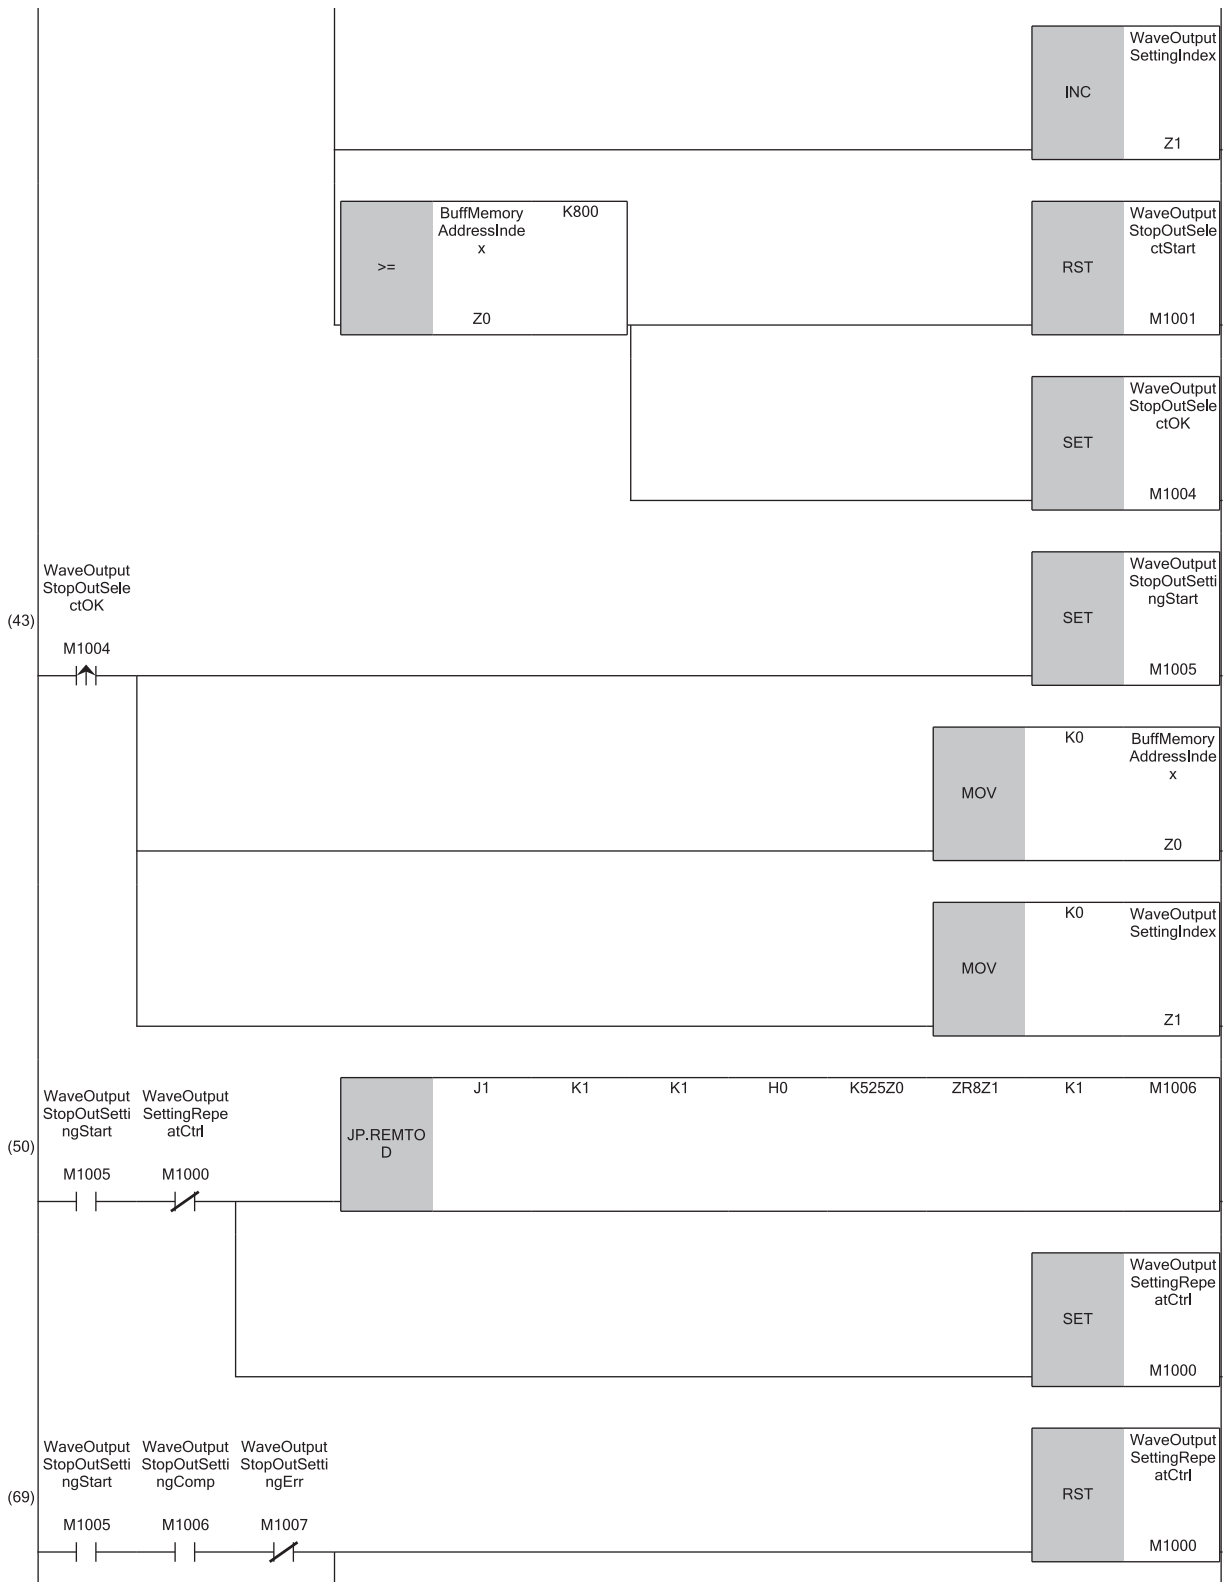 WaveOutput
SettingIndex
INC
Z1
BuffMemory
AddressInde
x
K800
>=
Z0
WaveOutput
StopOutSele
ctStart
RST
M1001
WaveOutput
StopOutSele
ctOK
SET
M1004
WaveOutput
StopOutSele
ctOK
(43)
M1004
WaveOutput
StopOutSetti
ngStart
SET
M1005
K0
BuffMemory
AddressInde
x
MOV
Z0
K0
WaveOutput
SettingIndex
MOV
Z1
WaveOutput
StopOutSetti
ngStart
WaveOutput
SettingRepe
atCtrl
(50)
M1005
M1000
JP.REMTO
D
J1
K1
K1
H0
K525Z0
ZR8Z1
K1
M1006
WaveOutput
SettingRepe
atCtrl
SET
M1000
WaveOutput
StopOutSetti
ngStart
WaveOutput
StopOutSetti
ngComp
WaveOutput
StopOutSetti
ngErr
(69)
M1005
M1006
M1007
WaveOutput
SettingRepe
atCtrl
RST
M1000